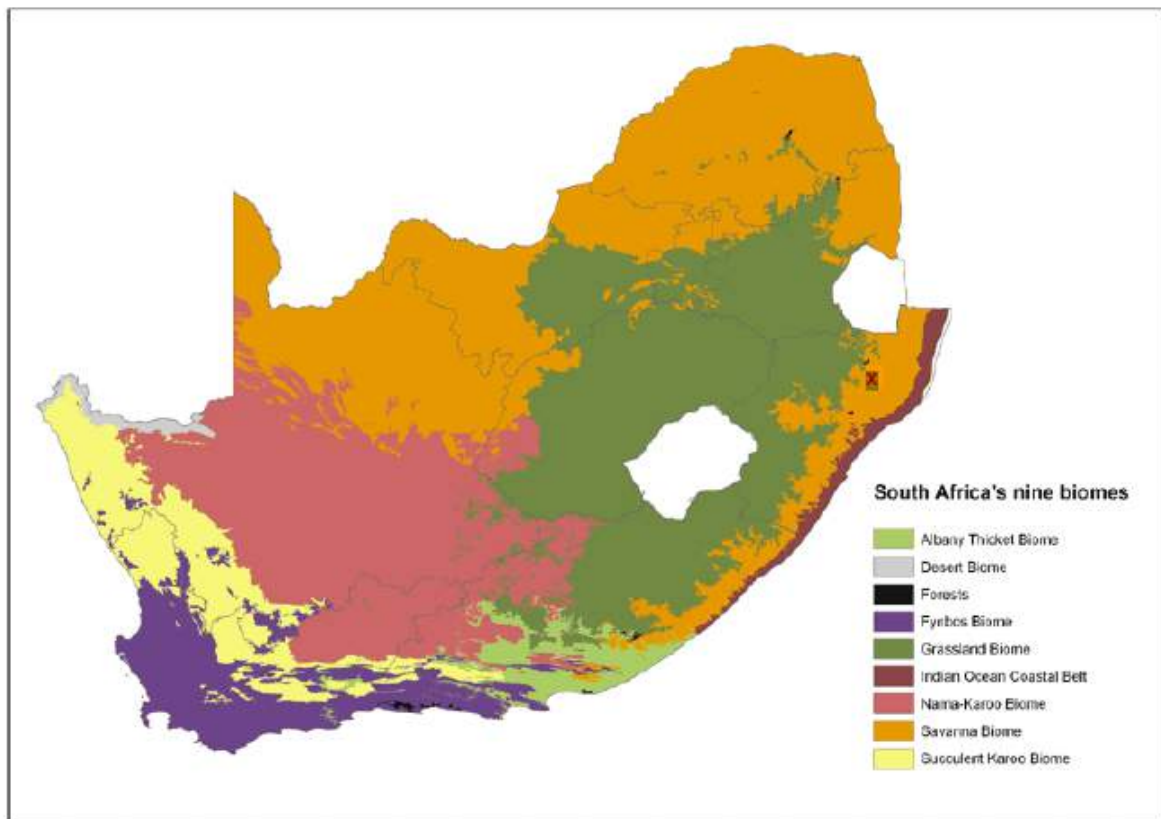 X
South Africa's nine biomes
Albany Thicket Biome
Desert Biome
Forests
Fynbos Biome
Grassland Biome
Indian Ocean Coastal Belt
Nama-Karoo Biome
Savanna Biome
Succulent Karoo Biome